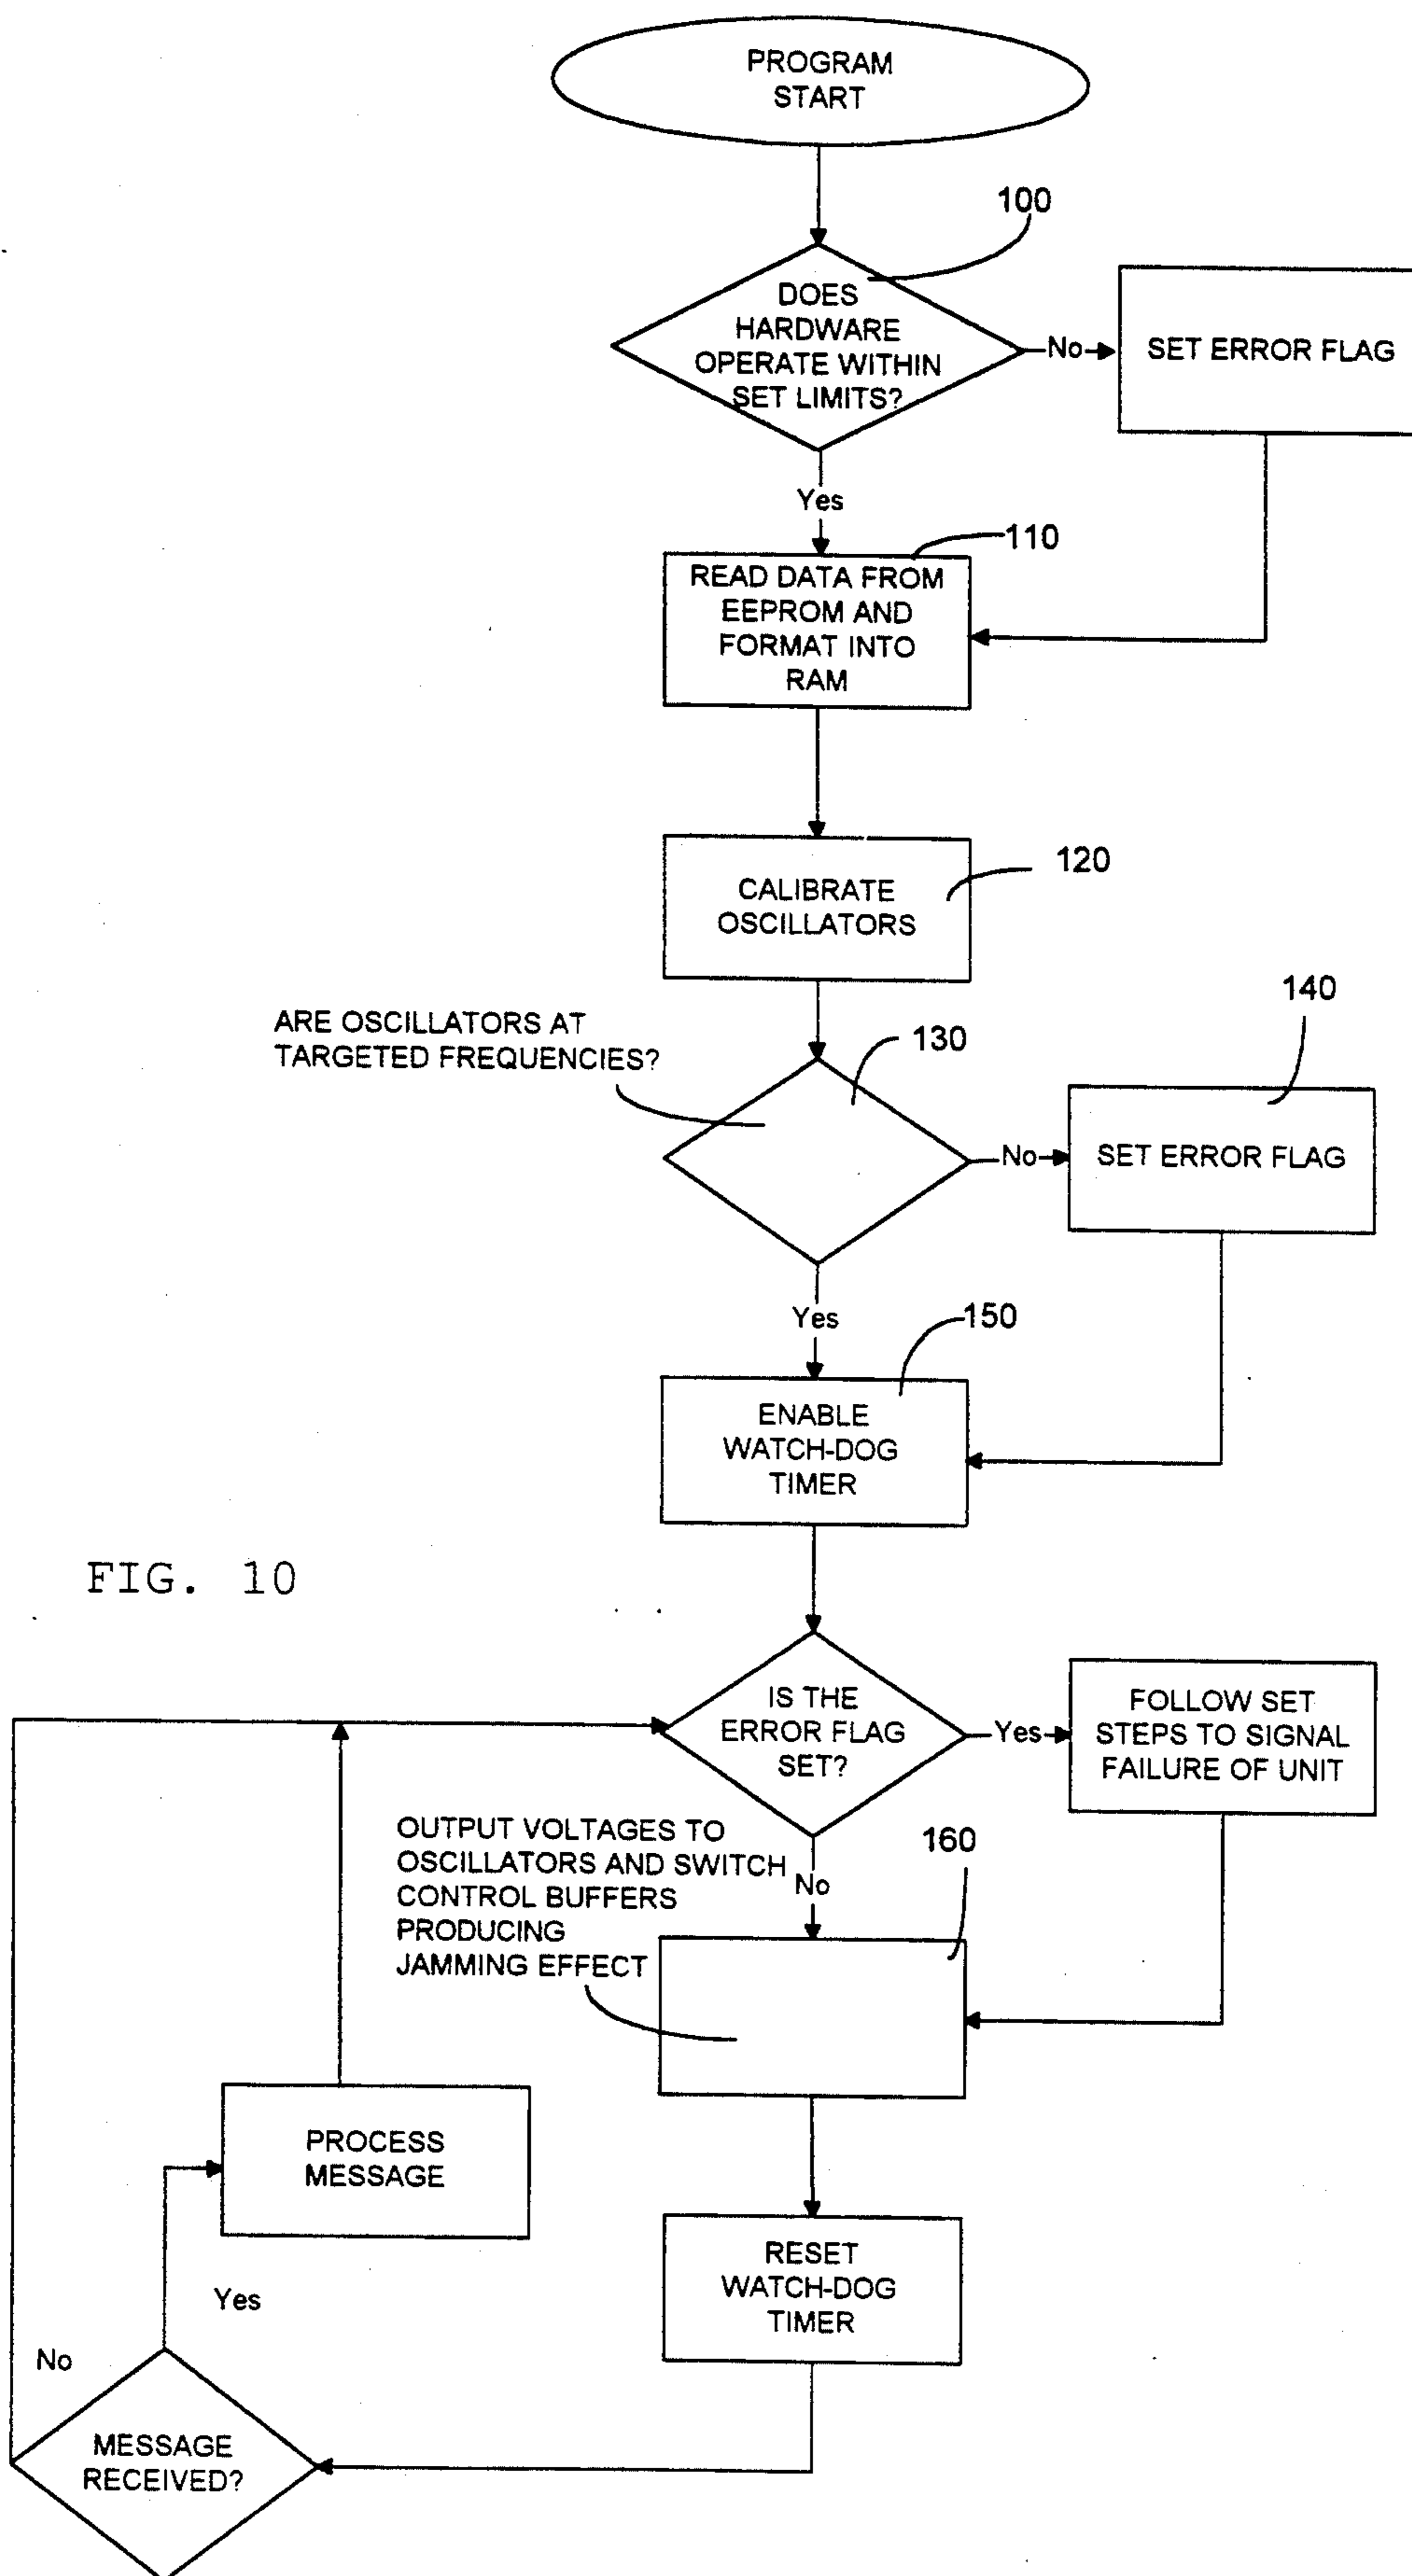 PROGRAM
START
100
DOES
HARDWARE
OPERATE WITHIN
SET LIMITS?
No
SET ERROR FLAG
Yes
110
READ DATA FROM
EEPROM AND
FORMAT INTO
RAM
120
CALIBRATE
OSCILLATORS
ARE OSCILLATORS AT
TARGETED FREQUENCIES?
130
140
No
SET ERROR FLAG
Yes
150
ENABLE
WATCH-DOG
TIMER
FIG. 10
IS THE
ERROR FLAG
SET?
Yes
FOLLOW SET
STEPS TO SIGNAL
FAILURE OF UNIT
OUTPUT VOLTAGES TO
OSCILLATORS AND SWITCH
CONTROL BUFFERS
PRODUCING
JAMMING EFFECT
No
160
PROCESS
MESSAGE
RESET
WATCH-DOG
TIMER
Yes
No
MESSAGE
RECEIVED?